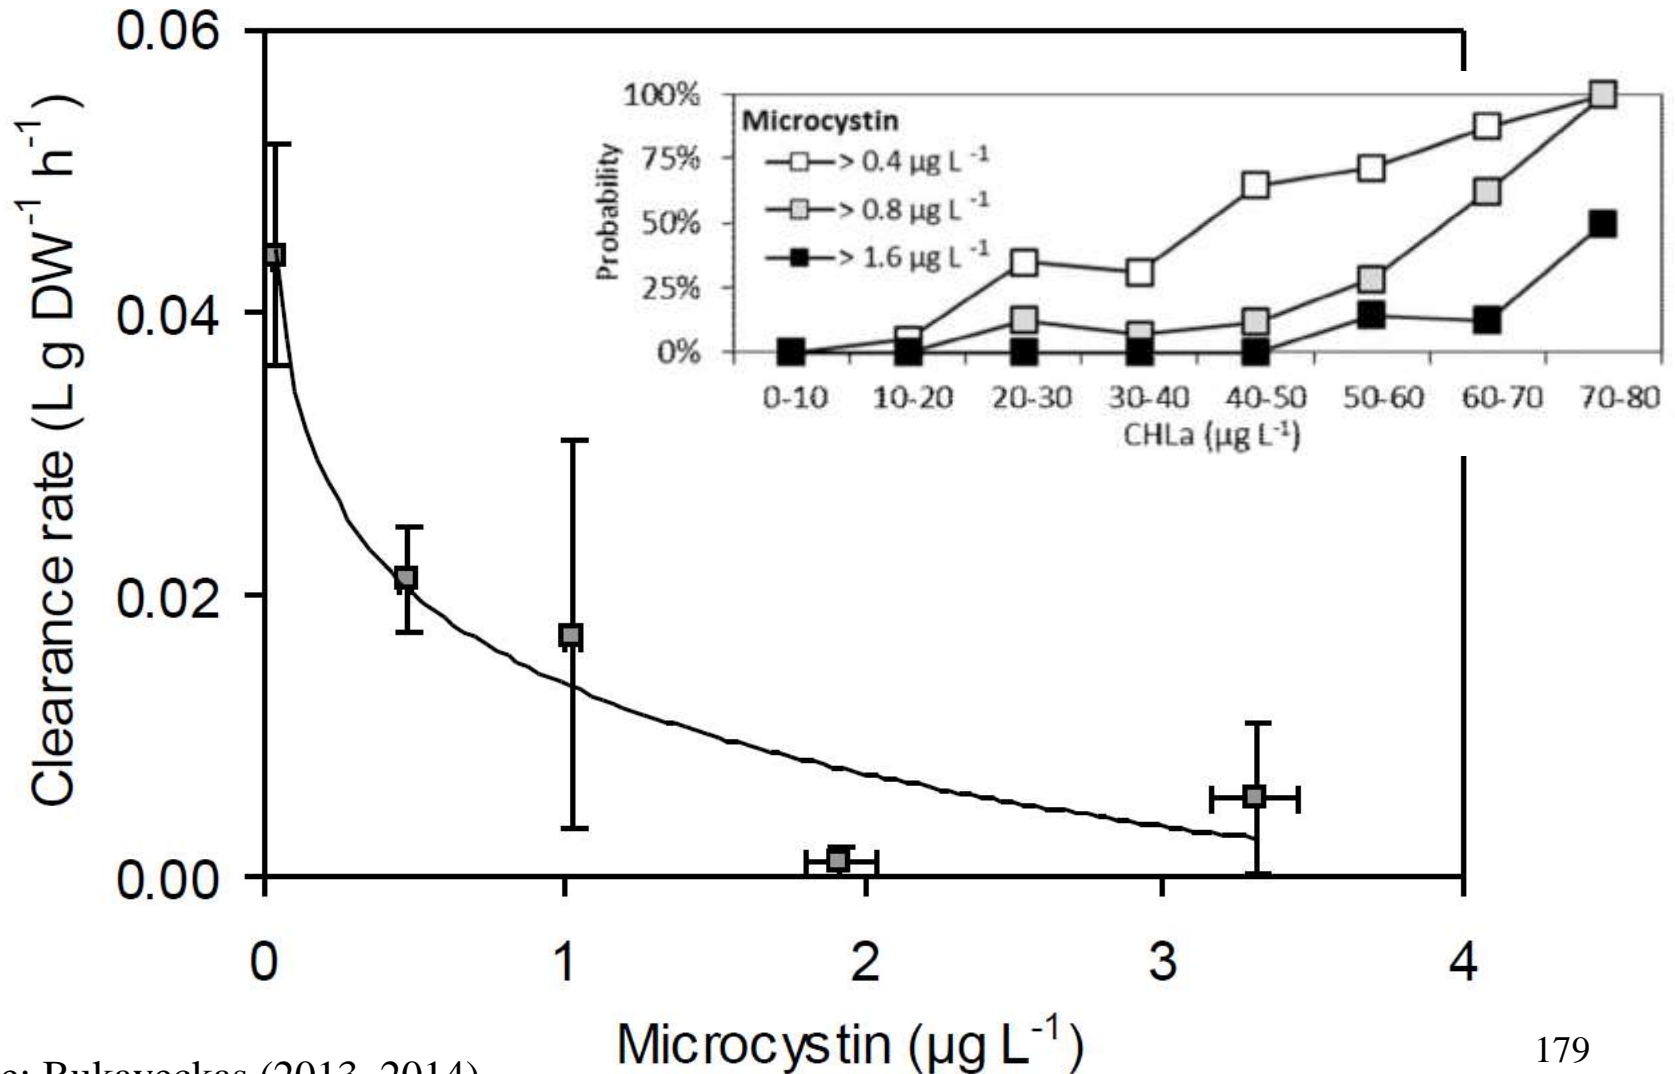 0.06
0.04
0.02
0.00
Clearance rate (L g DW⁻¹ h⁻¹)
100%
75%
50%
25%
0%
Probability
Microcystin
> 0.4 µg L ⁻¹
> 0.8 µg L ⁻¹
> 1.6 µg L ⁻¹
0-10 10-20 20-30 30-40 40-50 50-60 60-70 70-80
CHLa (µg L⁻¹)
0 1 2 3 4
Microcystin (µg L⁻¹)
179
Bukaveckas (2013, 2014)